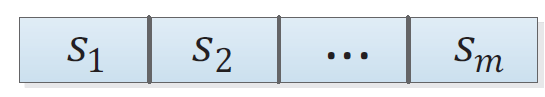 s₁ s₂ ... sₘ